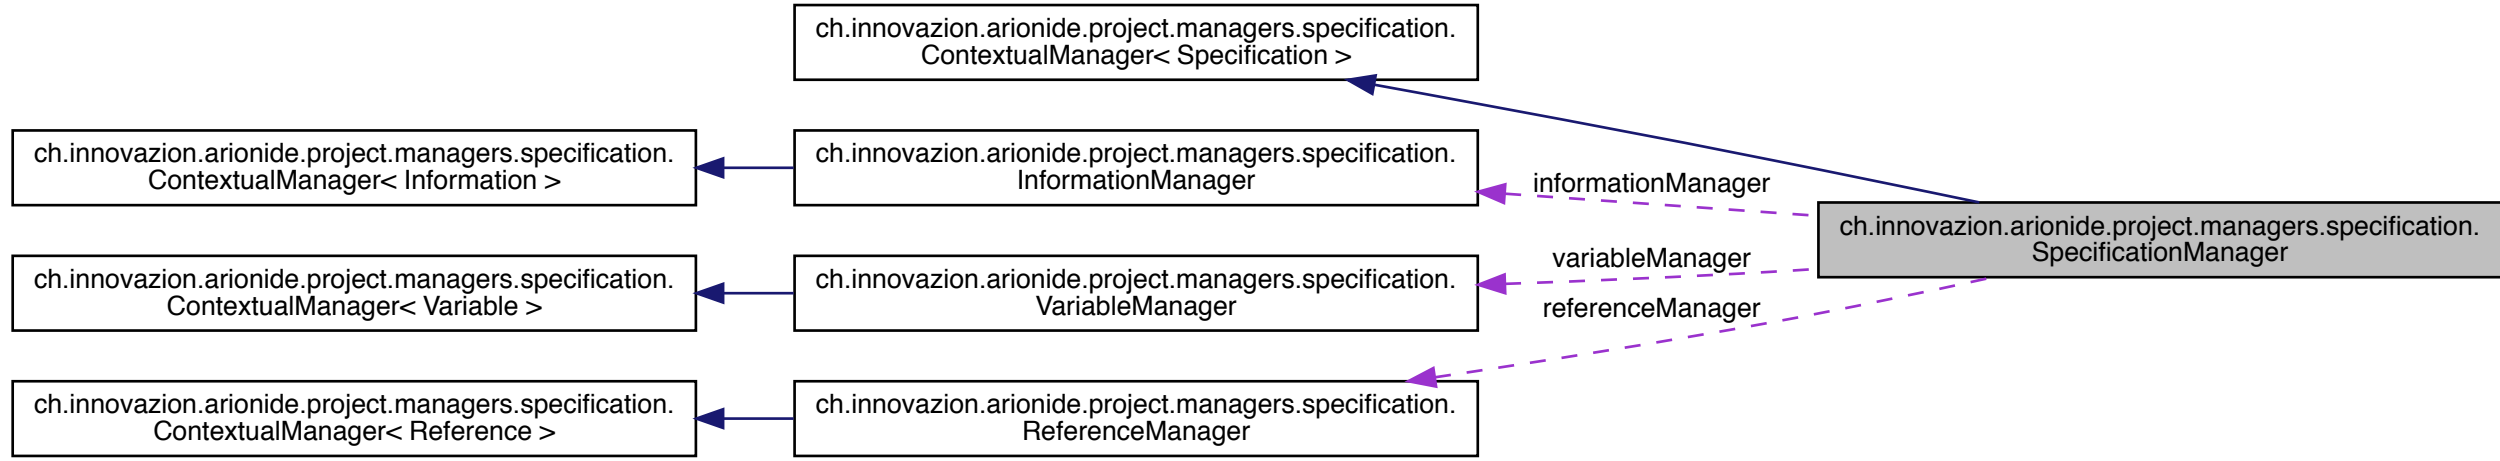 ch.innovazion.arionide.project.managers.specification.
ContextualManager< Specification >
ch.innovazion.arionide.project.managers.specification.
ContextualManager< Information >
ch.innovazion.arionide.project.managers.specification.
InformationManager
informationManager
ch.innovazion.arionide.project.managers.specification.
SpecificationManager
ch.innovazion.arionide.project.managers.specification.
ContextualManager< Variable >
ch.innovazion.arionide.project.managers.specification.
VariableManager
variableManager
referenceManager
ch.innovazion.arionide.project.managers.specification.
ContextualManager< Reference >
ch.innovazion.arionide.project.managers.specification.
ReferenceManager